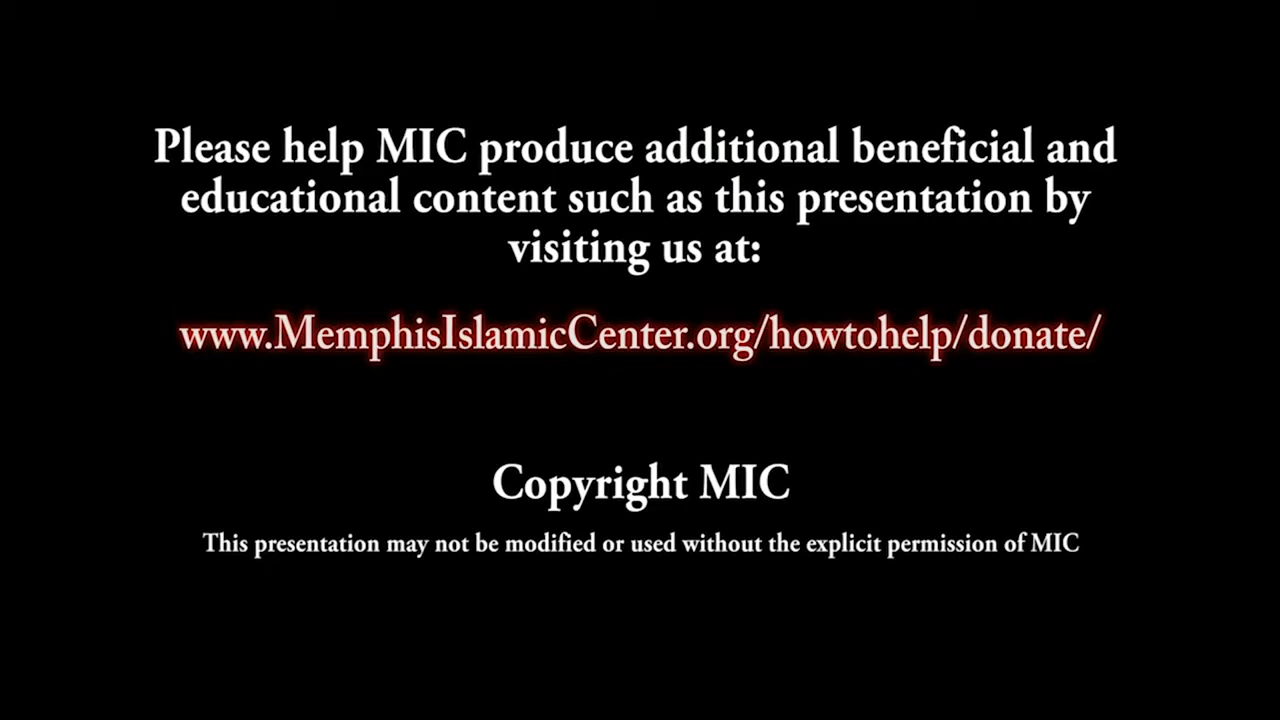 Please help MIC produce additional beneficial and
educational content such as this presentation by
visiting us at:
www.MemphisIslamicCenter.org/howtohelp/donate/
Copyright MIC
This presentation may not be modified or used without the explicit permission of MIC